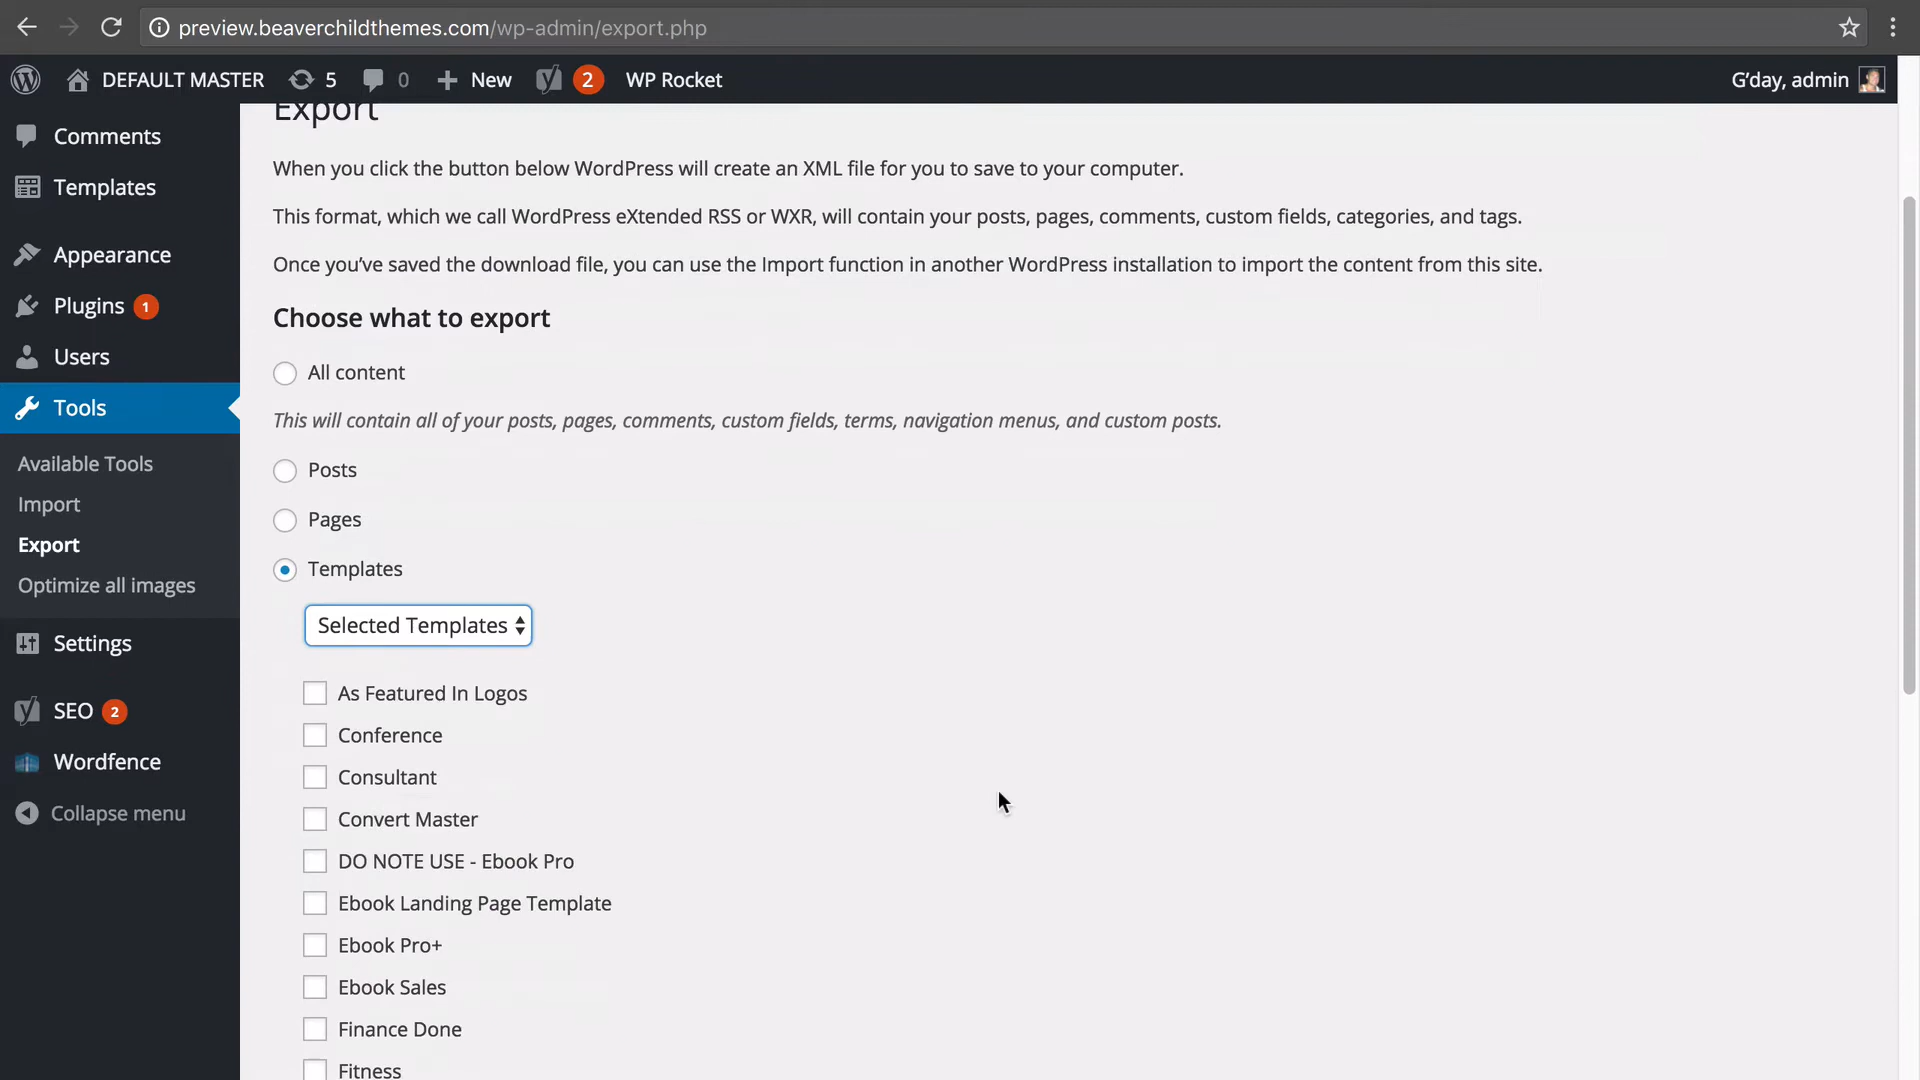 preview.beaverchildthemes.com/wp-admin/export.php
DEFAULT MASTER 5 0 New 2 WP Rocket G'day, admin
Comments
Templates
Appearance
Plugins 1
Users
Tools
Available Tools
Import
Export
Optimize all images
Settings
SEO 2
Wordfence
Collapse menu
Export
When you click the button below WordPress will create an XML file for you to save to your computer.
This format, which we call WordPress eXtended RSS or WXR, will contain your posts, pages, comments, custom fields, categories, and tags.
Once you’ve saved the download file, you can use the Import function in another WordPress installation to import the content from this site.
Choose what to export
All content
This will contain all of your posts, pages, comments, custom fields, terms, navigation menus, and custom posts.
Posts
Pages
Templates
Selected Templates
As Featured In Logos
Conference
Consultant
Convert Master
DO NOTE USE - Ebook Pro
Ebook Landing Page Template
Ebook Pro+
Ebook Sales
Finance Done
Fitness